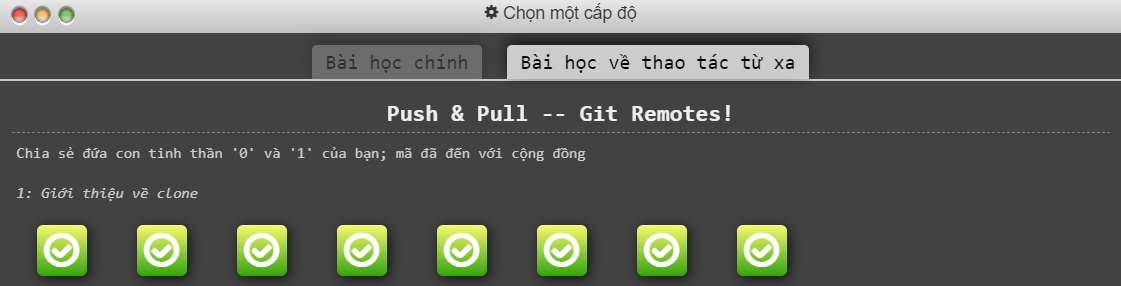 Chọn một cấp độ
Bài học chính Bài học về thao tác từ xa
Push & Pull -- Git Remotes!
Chia sẻ đứa con tinh thần '0' và '1' của bạn; mã đã đến với cộng đồng
1: Giới thiệu về clone